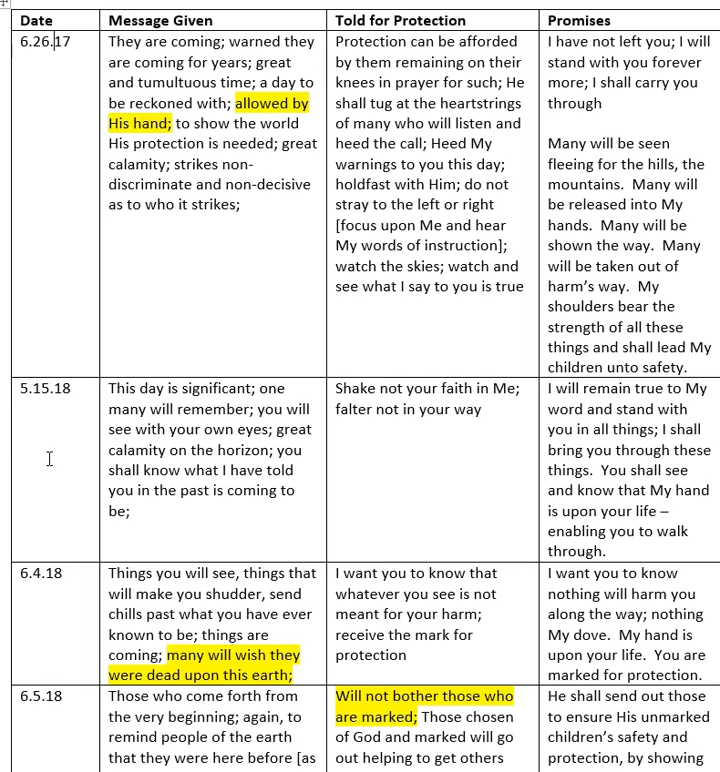 Date
Message Given
Told for Protection
Promises
6.26.17
They are coming; warned they
are coming for years; great
and tumultuous time; a day to
be reckoned with; allowed by
His hand; to show the world
His protection is needed; great
calamity; strikes non-
discriminate and non-decisive
as to who it strikes;
Protection can be afforded
by them remaining on their
knees in prayer for such; He
shall tug at the heartstrings
of many who will listen and
heed the call; Heed My
warnings to you this day;
holdfast with Him; do not
stray to the left or right
[focus upon Me and hear
My words of instruction];
watch the skies; watch and
see what I say to you is true
I have not left you; I will
stand with you forever
more; I shall carry you
through
Many will be seen
fleeing for the hills, the
mountains.  Many will
be released into My
hands.  Many will be
shown the way.  Many
will be taken out of
harm's way.  My
shoulders bear the
strength of all these
things and shall lead My
children unto safety.
5.15.18
This day is significant; one
many will remember; you will
see with your own eyes; great
calamity on the horizon; you
shall know what I have told
you in the past is coming to
be;
Shake not your faith in Me;
falter not in your way
I will remain true to My
word and stand with
you in all things; I shall
bring you through these
things.  You shall see
and know that My hand
is upon your life –
enabling you to walk
through.
6.4.18
Things you will see, things that
will make you shudder, send
chills past what you have ever
known to be; things are
coming; many will wish they
were dead upon this earth;
I want you to know that
whatever you see is not
meant for your harm;
receive the mark for
protection
I want you to know
nothing will harm you
along the way; nothing
My dove.  My hand is
upon your life.  You are
marked for protection.
6.5.18
Those who come forth from
the very beginning; again, to
remind people of the earth
that they were here before [as
Will not bother those who
are marked; Those chosen
of God and marked will go
out helping to get others
He shall send out those
to ensure His unmarked
children's safety and
protection, by showing